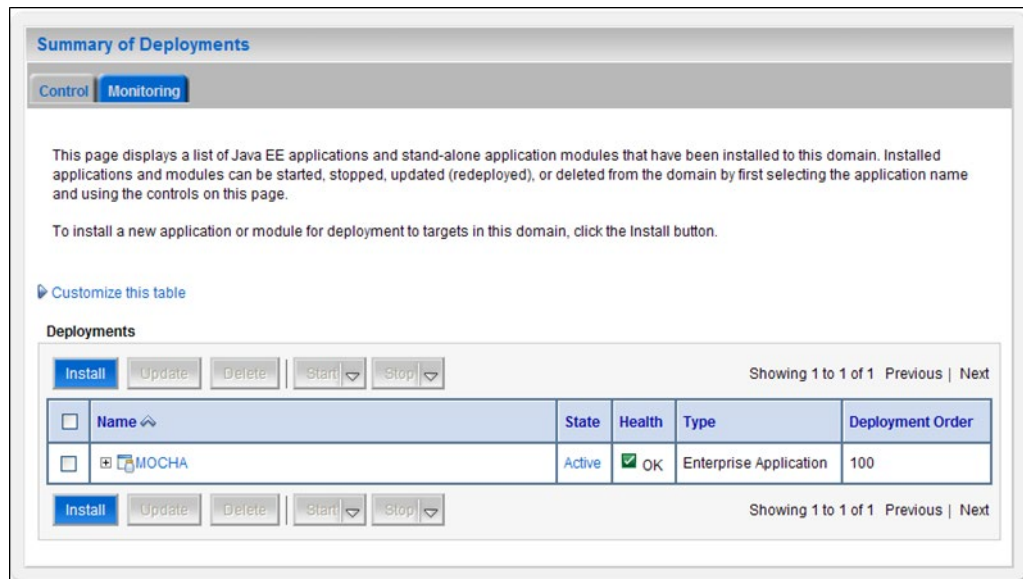 Summary of Deployments
Control Monitoring
This page displays a list of Java EE applications and stand-alone application modules that have been installed to this domain. Installed
applications and modules can be started, stopped, updated (redeployed), or deleted from the domain by first selecting the application name
and using the controls on this page.
To install a new application or module for deployment to targets in this domain, click the Install button.
Customize this table
Deployments
Install Update Delete Start Stop Showing 1 to 1 of 1 Previous | Next
Name State Health Type Deployment Order
MOCHA Active OK Enterprise Application 100
Install Update Delete Start Stop Showing 1 to 1 of 1 Previous | Next